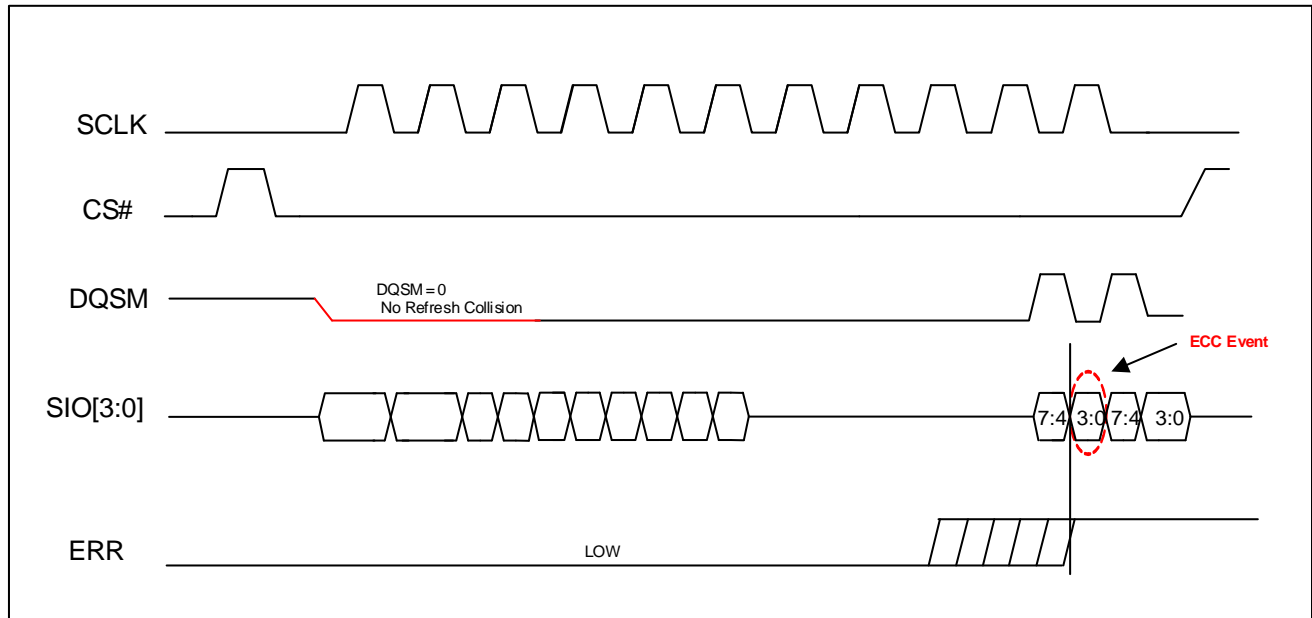 SCLK
CS#
DQSM
DQSM = 0
No Refresh Collision
ECC Event
SIO[3:0]
7:4 3:0 7:4 3:0
ERR
LOW